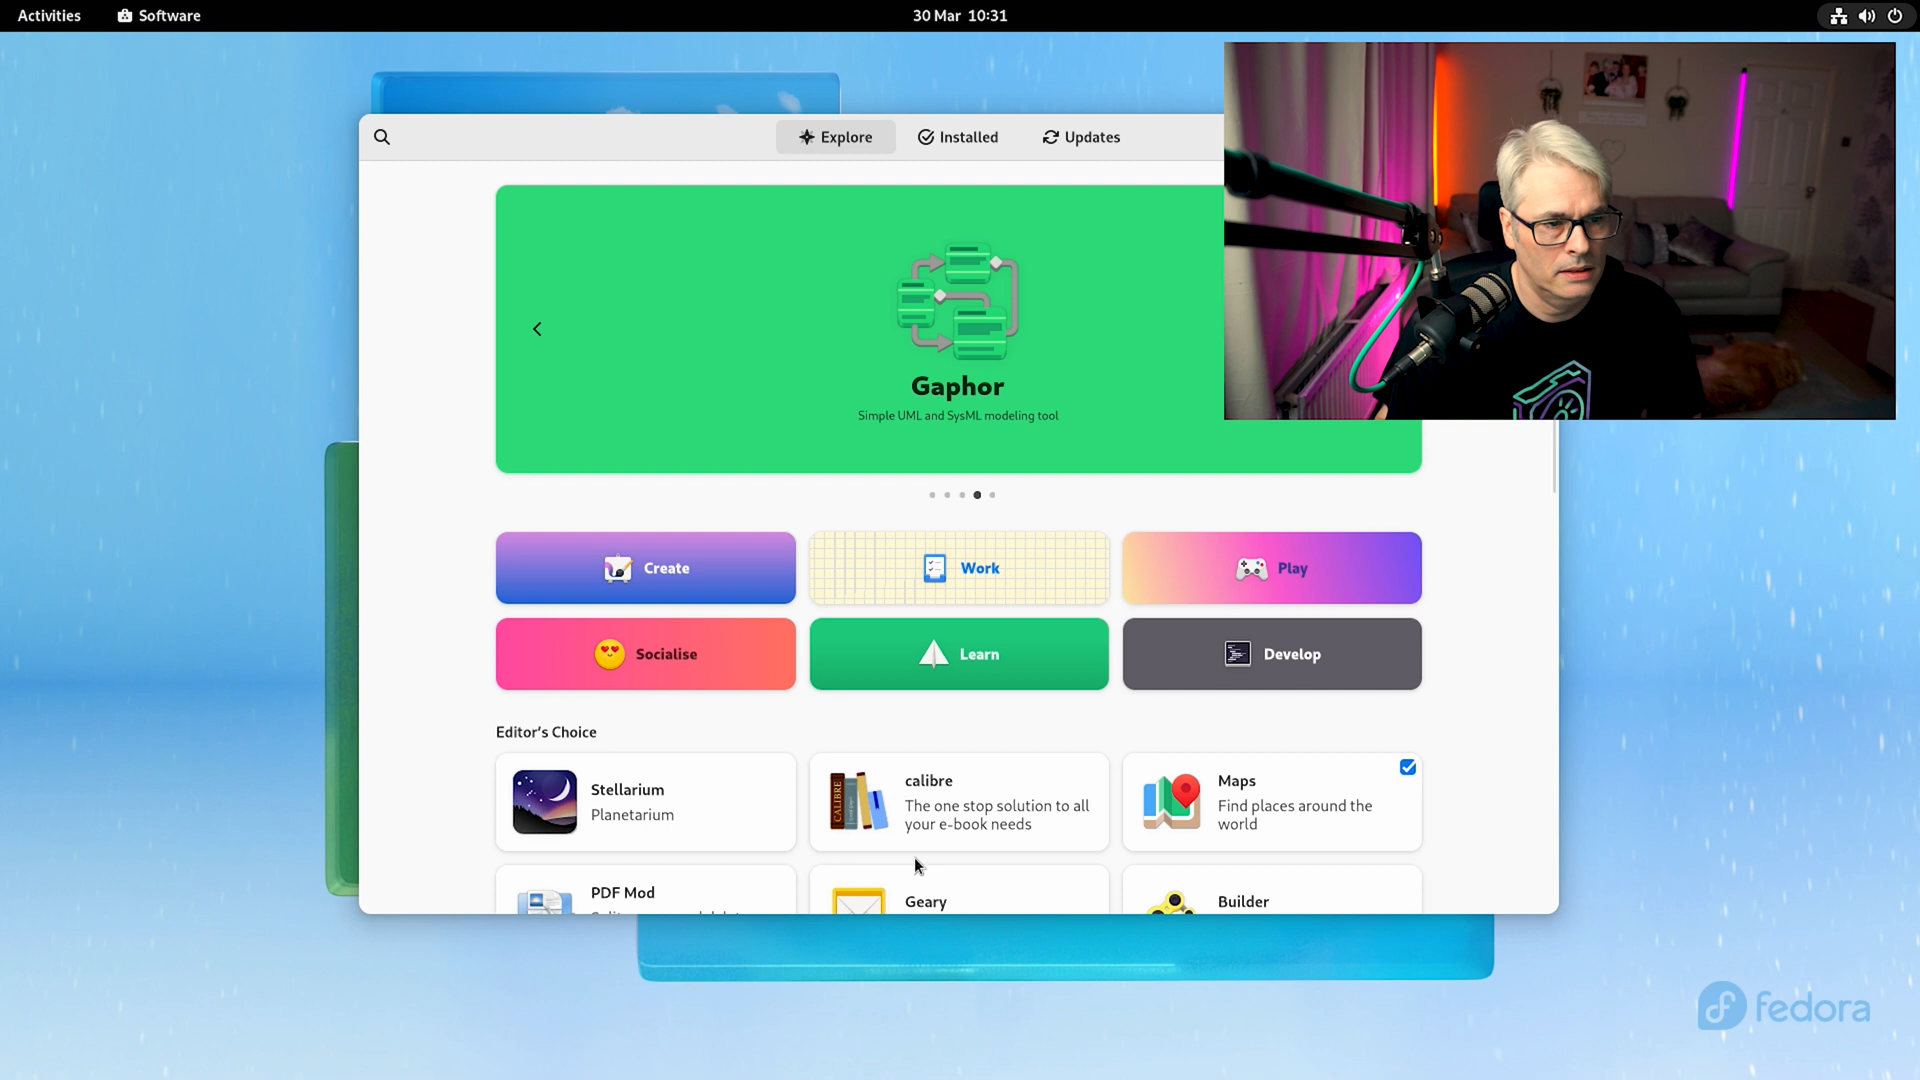 Activities
Software
30 Mar 10:31
Explore
Installed
Updates
Gaphor
Simple UML and SysML modeling tool
Create
Work
Play
Socialise
Learn
Develop
Editor's Choice
Stellarium
Planetarium
calibre
The one stop solution to all
your e-book needs
Maps
Find places around the
world
CALIBRE
PDF Mod
Geary
Builder
fedora